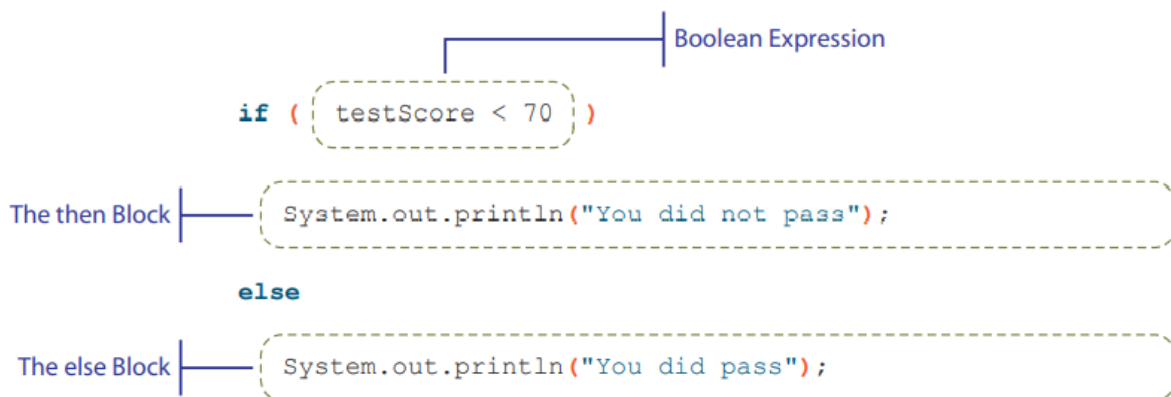 Boolean Expression
if ( testScore < 70 )
The then Block System.out.println("You did not pass");
else
The else Block System.out.println("You did pass");